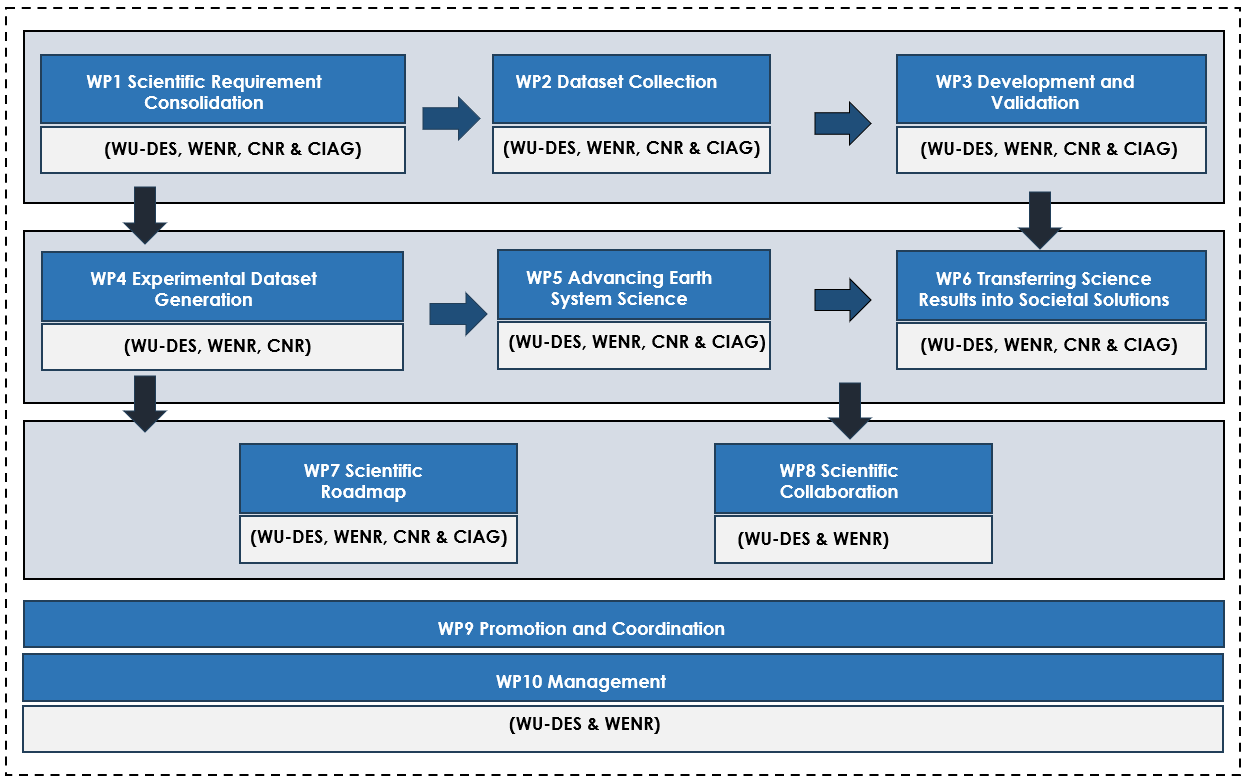 WP1 Scientific Requirement
Consolidation
(WU-DES, WENR, CNR & CIAG)
WP2 Dataset Collection
(WU-DES, WENR, CNR & CIAG)
WP3 Development and
Validation
(WU-DES, WENR, CNR & CIAG)
WP4 Experimental Dataset
Generation
(WU-DES, WENR, CNR)
WP5 Advancing Earth
System Science
(WU-DES, WENR, CNR & CIAG)
WP6 Transferring Science
Results into Societal Solutions
(WU-DES, WENR, CNR & CIAG)
WP7 Scientific
Roadmap
(WU-DES, WENR, CNR & CIAG)
WP8 Scientific
Collaboration
(WU-DES & WENR)
WP9 Promotion and Coordination
WP10 Management
(WU-DES & WENR)